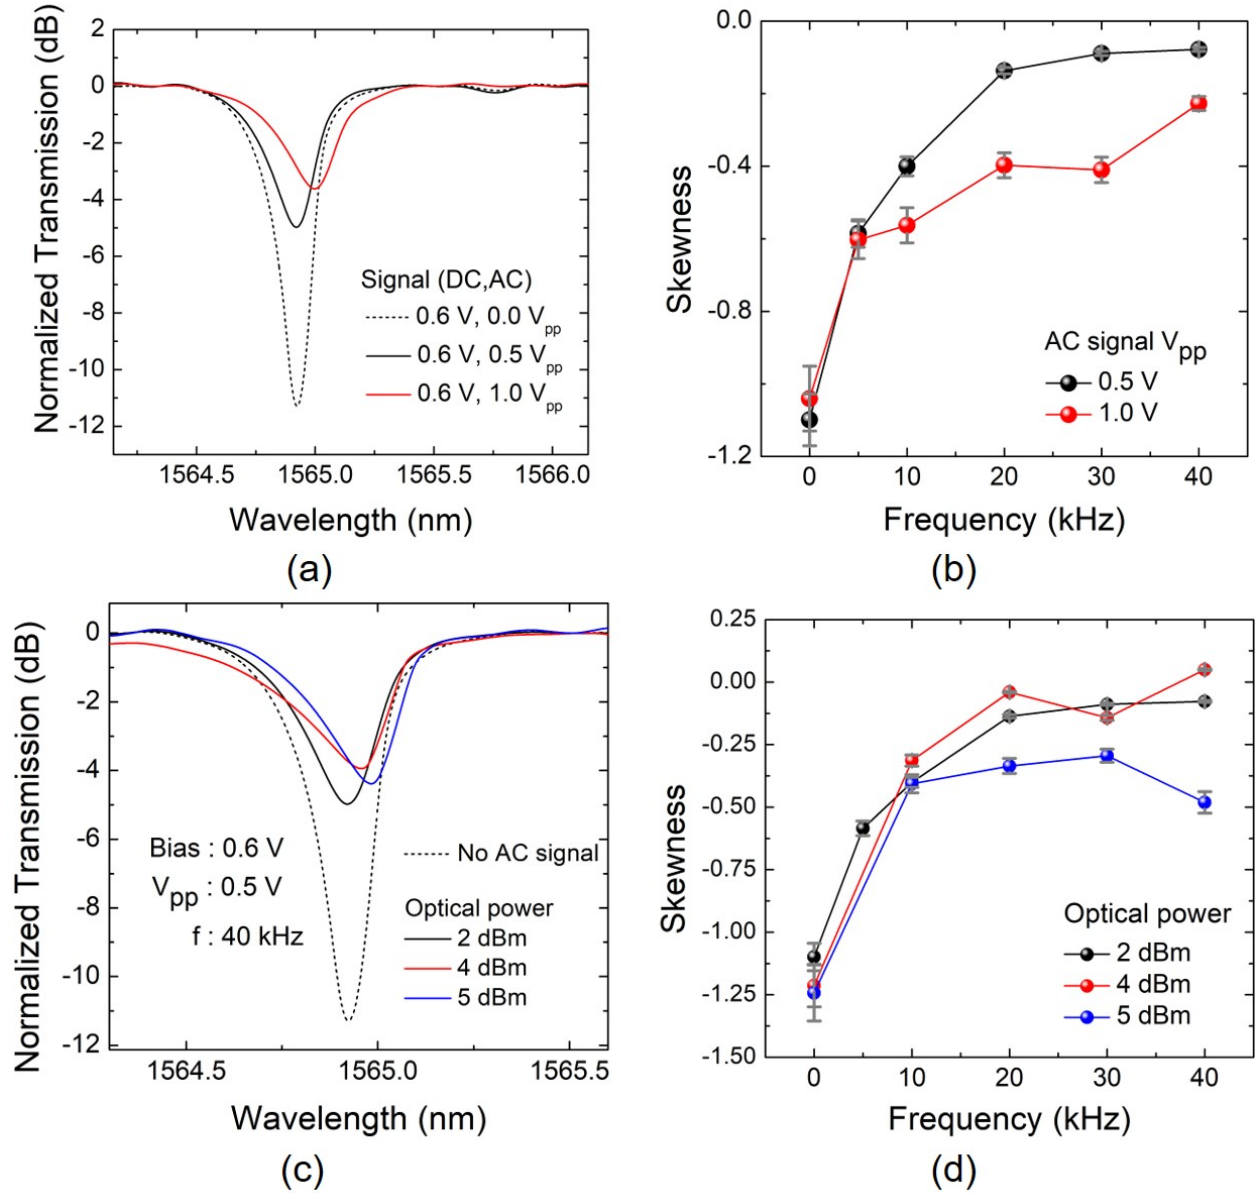 Normalized Transmission (dB)
2
0
-2
-4
-6
-8
-10
-12
Signal (DC,AC)
0.6 V, 0.0 Vpp
0.6 V, 0.5 Vpp
0.6 V, 1.0 Vpp
1564.5 1565.0 1565.5 1566.0
Wavelength (nm)
(a)
Skewness
0.0
-0.4
-0.8
-1.2
AC signal Vpp
0.5 V
1.0 V
0 10 20 30 40
Frequency (kHz)
(b)
Normalized Transmission (dB)
0
-2
-4
-6
-8
-10
-12
Bias : 0.6 V
Vpp : 0.5 V
f : 40 kHz
No AC signal
Optical power
2 dBm
4 dBm
5 dBm
1564.5 1565.0 1565.5
Wavelength (nm)
(c)
Skewness
0.25
0.00
-0.25
-0.50
-0.75
-1.00
-1.25
-1.50
Optical power
2 dBm
4 dBm
5 dBm
0 10 20 30 40
Frequency (kHz)
(d)